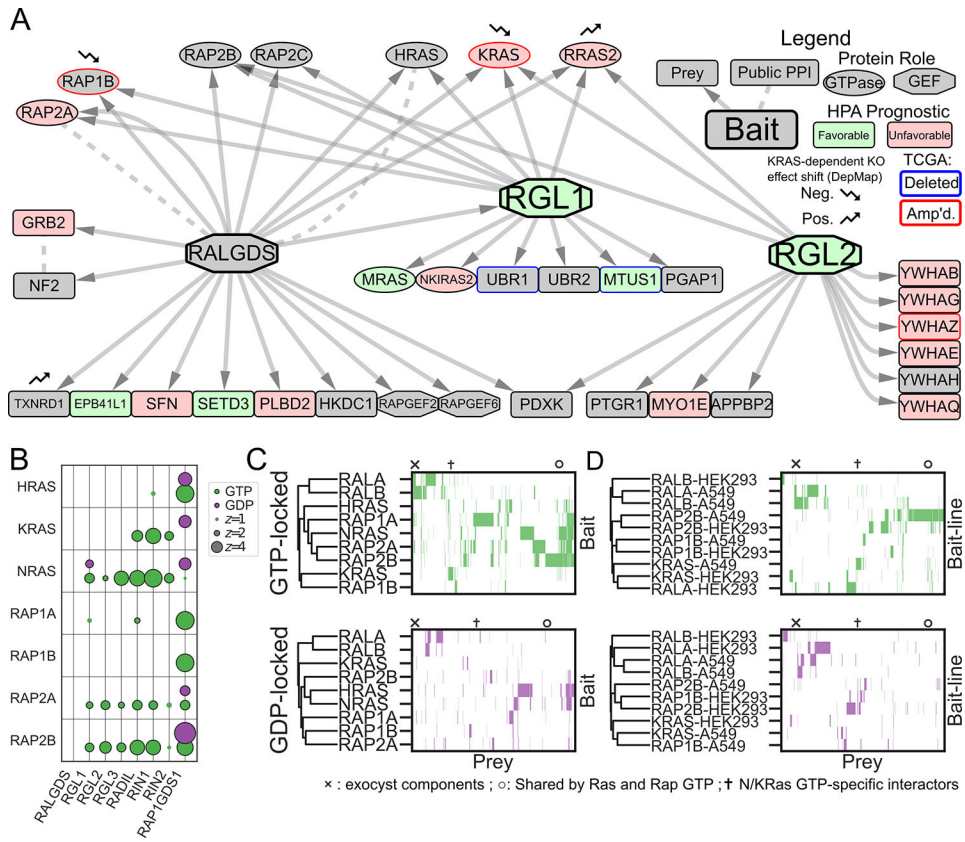 A
RAP1B
RAP2A
RAP2B
RAP2C
HRAS
KRAS
RRAS2
Legend
Protein Role
Prey
Public PPI
GTPase
GEF
Bait
HPA Prognostic
Favorable
Unfavorable
KRAS-dependent KO
effect shift (DepMap)
Neg.
Pos.
TCGA:
Deleted
Amp'd.
GRB2
NF2
RALGDS
RGL1
RGL2
MRAS
NKIRAS2
UBR1
UBR2
MTUS1
PGAP1
YWHAB
YWHAG
YWHAZ
YWHAE
YWHAH
YWHAQ
TXNRD1
EPB41L1
SFN
SETD3
PLBD2
HKDC1
RAPGEF2
RAPGEF6
PDXK
PTGR1
MYO1E
APPBP2
B
HRAS
KRAS
NRAS
RAP1A
RAP1B
RAP2A
RAP2B
RALGDS
RGL1
RGL2
RGL3
RADIL
RIN1
RIN2
RAP1GDS1
GTP
GDP
z=1
z=2
z=4
C
× † ○
GTP-locked
RALA
RALB
HRAS
RAP1A
NRAS
RAP2A
RAP2B
KRAS
RAP1B
Bait
× † ○
GDP-locked
RALA
RALB
KRAS
RAP2B
HRAS
NRAS
RAP1A
RAP1B
RAP2A
Bait
D
× † ○
RALB-HEK293
RALA-A549
RALB-A549
RAP2B-A549
RAP2B-HEK293
RAP1B-A549
RAP1B-HEK293
KRAS-A549
KRAS-HEK293
RALA-HEK293
Bait-line
× † ○
RALB-HEK293
RALA-HEK293
RALA-A549
RALB-A549
RAP2B-A549
RAP1B-HEK293
RAP2B-HEK293
KRAS-HEK293
KRAS-A549
RAP1B-A549
Bait-line
Prey
× : exocyst components ; ○: Shared by Ras and Rap GTP ; † N/KRas GTP-specific interactors